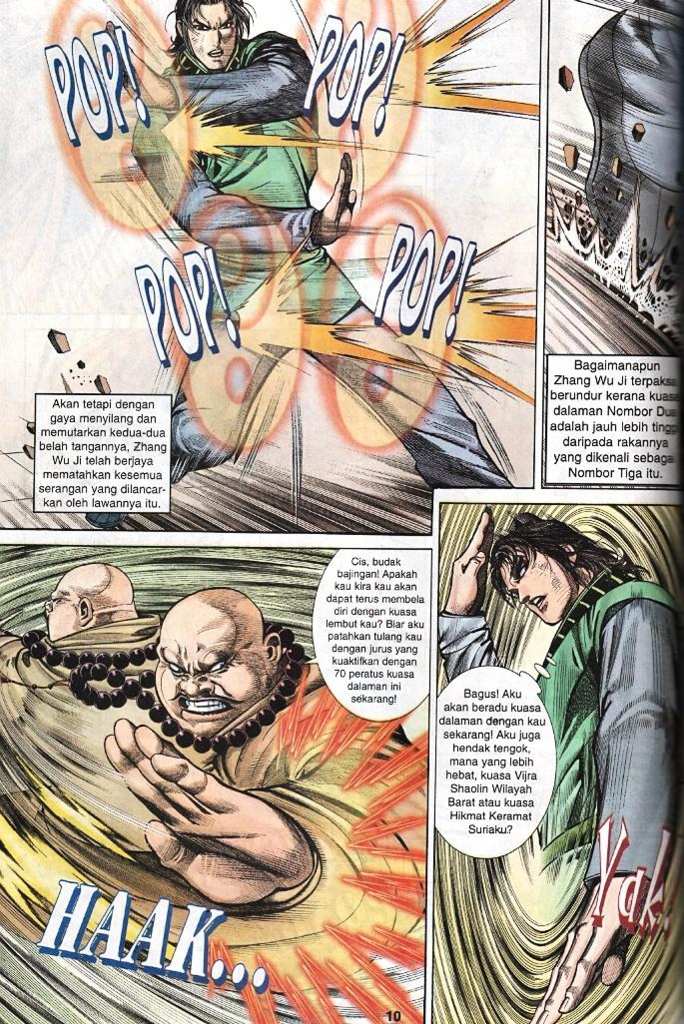 POP!
POP!
POP!
POP!
Akan tetapi dengan
gaya menyilang dan
memutarkan kedua-dua
belah tangannya, Zhang
Wu Ji telah berjaya
mematahkan kesemua
serangan yang dilancar-
kan oleh lawannya itu.
Bagaimanapun
Zhang Wu Ji terpaksa
berundur kerana kuasa
dalaman Nombor Dua
adalah jauh lebih tinggi
daripada rakannya
yang dikenali sebagai
Nombor Tiga itu.
Cis, budak
bajingan! Apakah
kau kira kau akan
dapat terus membela
diri dengan kuasa
lembut kau? Biar aku
patahkan tulang kau
dengan jurus yang
kuaktifkan dengan
70 peratus kuasa
dalaman ini
sekarang!
HAAK...
Bagus! Aku
akan beradu kuasa
dalaman dengan kau
sekarang! Aku juga
hendak tengok,
mana yang lebih
hebat, kuasa Vijra
Shaolin Wilayah
Barat atau kuasa
Hikmat Keramat
Suriaku?
Yak!
10